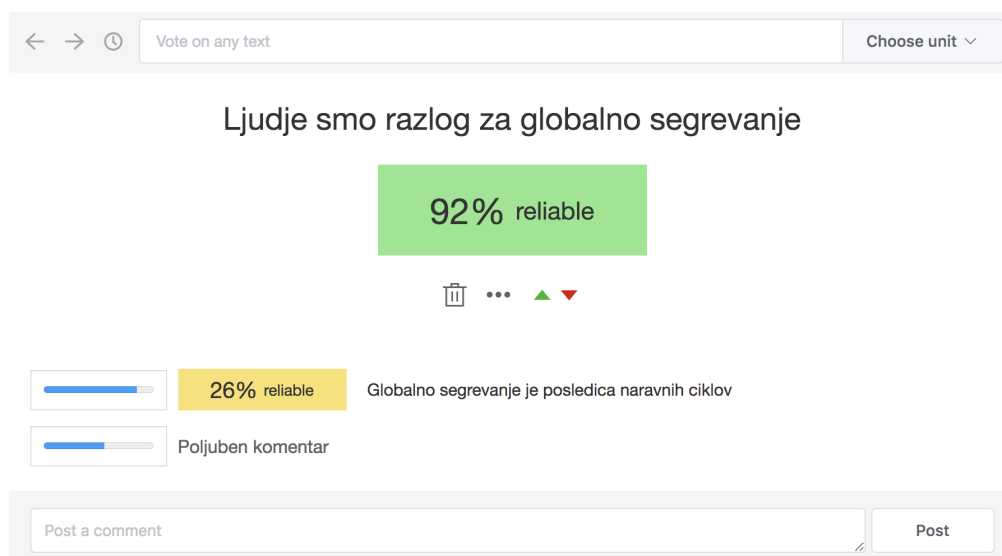 Vote on any text
Choose unit
Ljudje smo razlog za globalno segrevanje
92% reliable
26% reliable
Globalno segrevanje je posledica naravnih ciklov
Poljuben komentar
Post a comment
Post